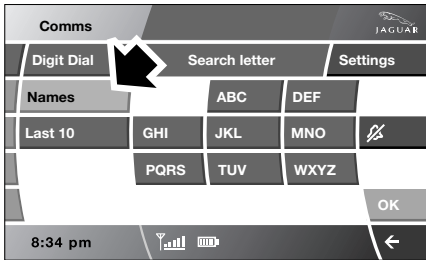 Comms
JAGUAR
Digit Dial Search letter Settings
Names ABC DEF
Last 10 GHI JKL MNO
PQRS TUV WXYZ
OK
8:34 pm